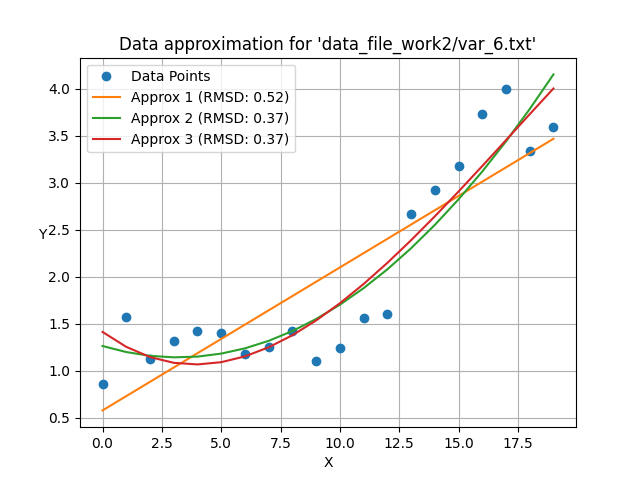 Data approximation for 'data_file_work2/var_6.txt'
Data Points
Approx 1 (RMSD: 0.52)
Approx 2 (RMSD: 0.37)
Approx 3 (RMSD: 0.37)
4.0
3.5
3.0
2.5
2.0
1.5
1.0
0.5
Y
0.0 2.5 5.0 7.5 10.0 12.5 15.0 17.5
X